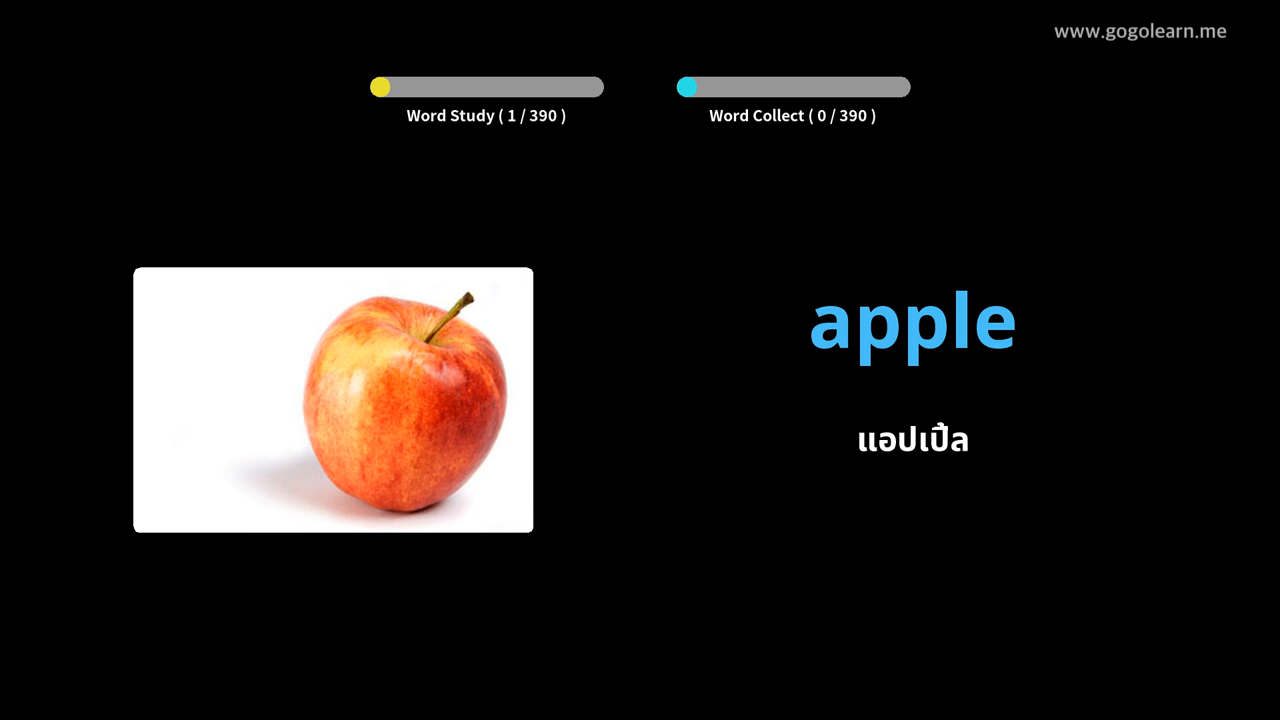 www.gogolearn.me
Word Study ( 1 / 390 )
Word Collect ( 0 / 390 )
apple
แอปเปิ้ล